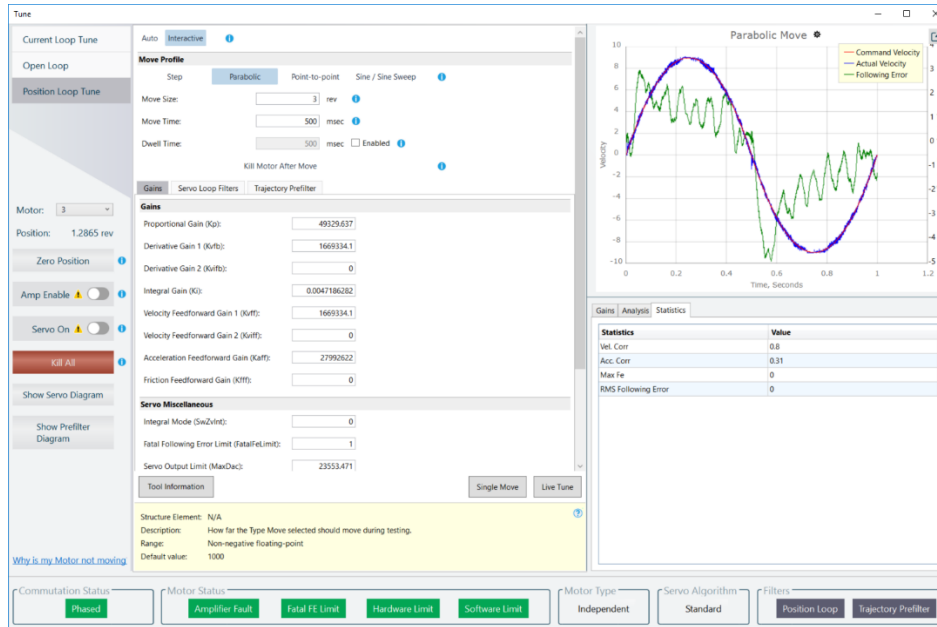 Tune
Current Loop Tune
Open Loop
Position Loop Tune
Motor: 3
Position: 1.2865 rev
Zero Position
Amp Enable
Servo On
Kill All
Show Servo Diagram
Show Prefilter
Diagram
Why is my Motor not moving
Auto Interactive
Move Profile
Step Parabolic Point-to-point Sine / Sine Sweep
Move Size: 3 rev
Move Time: 500 msec
Dwell Time: 500 msec Enabled
Kill Motor After Move
Gains Servo Loop Filters Trajectory Prefilter
Gains
Proportional Gain (Kp): 49329.637
Derivative Gain 1 (Kvfb): 1669334.1
Derivative Gain 2 (Kvifb): 0
Integral Gain (Ki): 0.0047186282
Velocity Feedforward Gain 1 (Kvff): 1669334.1
Velocity Feedforward Gain 2 (Kviff): 0
Acceleration Feedforward Gain (Kaff): 27992622
Friction Feedforward Gain (Kfff): 0
Servo Miscellaneous
Integral Mode (SwZvInt): 0
Fatal Following Error Limit (FatalFeLimit): 1
Servo Output Limit (MaxDac): 23553.471
Tool Information Single Move Live Tune
Structure Element: N/A
Description: How far the Type Move selected should move during testing.
Range: Non-negative floating-point
Default value: 1000
Parabolic Move
Command Velocity
Actual Velocity
Following Error
Velocity
10
8
6
4
2
0
-2
-4
-6
-8
-10
4
3
2
1
0
-1
-2
-3
-4
-5
0 0.2 0.4 0.6 0.8 1 1.2
Time, Seconds
Gains Analysis Statistics
Statistics Value
Vel. Corr 0.8
Acc. Corr 0.31
Max Fe 0
RMS Following Error 0
Commutation Status
Phased
Motor Status
Amplifier Fault Fatal FE Limit Hardware Limit Software Limit
Motor Type
Independent
Servo Algorithm
Standard
Filters
Position Loop Trajectory Prefilter